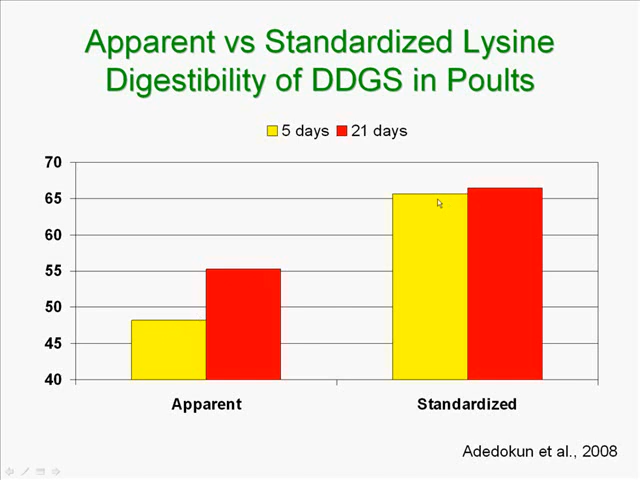 Apparent vs Standardized Lysine
Digestibility of DDGS in Poults
5 days 21 days
70
65
60
55
50
45
40
Apparent Standardized
Adedokun et al., 2008